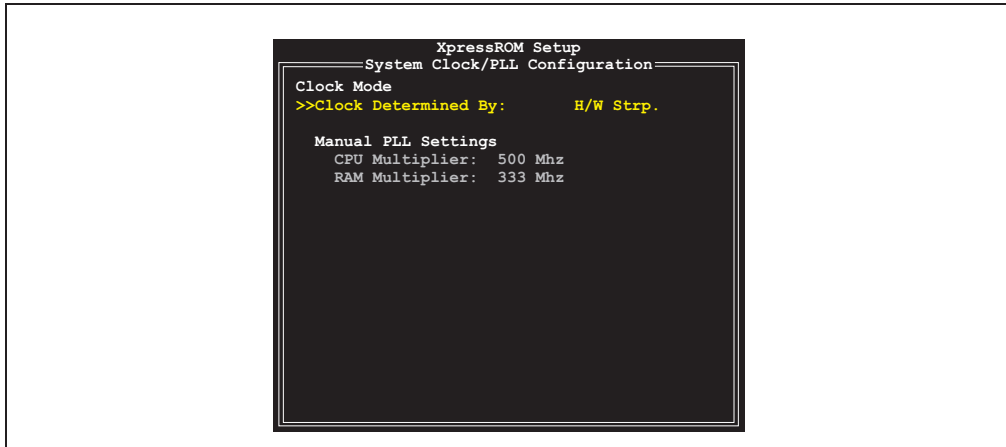 XpressROM Setup
System Clock/PLL Configuration
Clock Mode
>>Clock Determined By: H/W Strp.
Manual PLL Settings
CPU Multiplier: 500 Mhz
RAM Multiplier: 333 Mhz